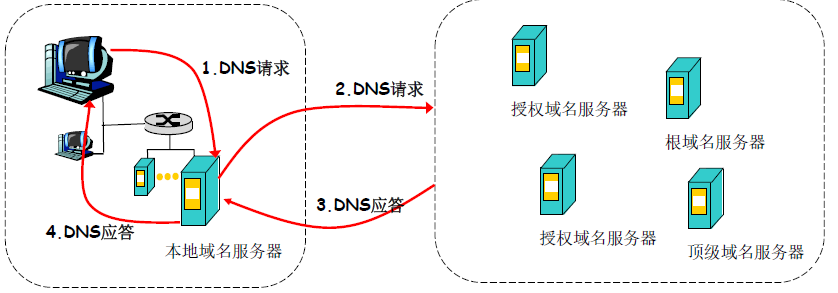 1.DNS请求
2.DNS请求
授权域名服务器
根域名服务器
3.DNS应答
4.DNS应答
本地域名服务器
授权域名服务器
顶级域名服务器